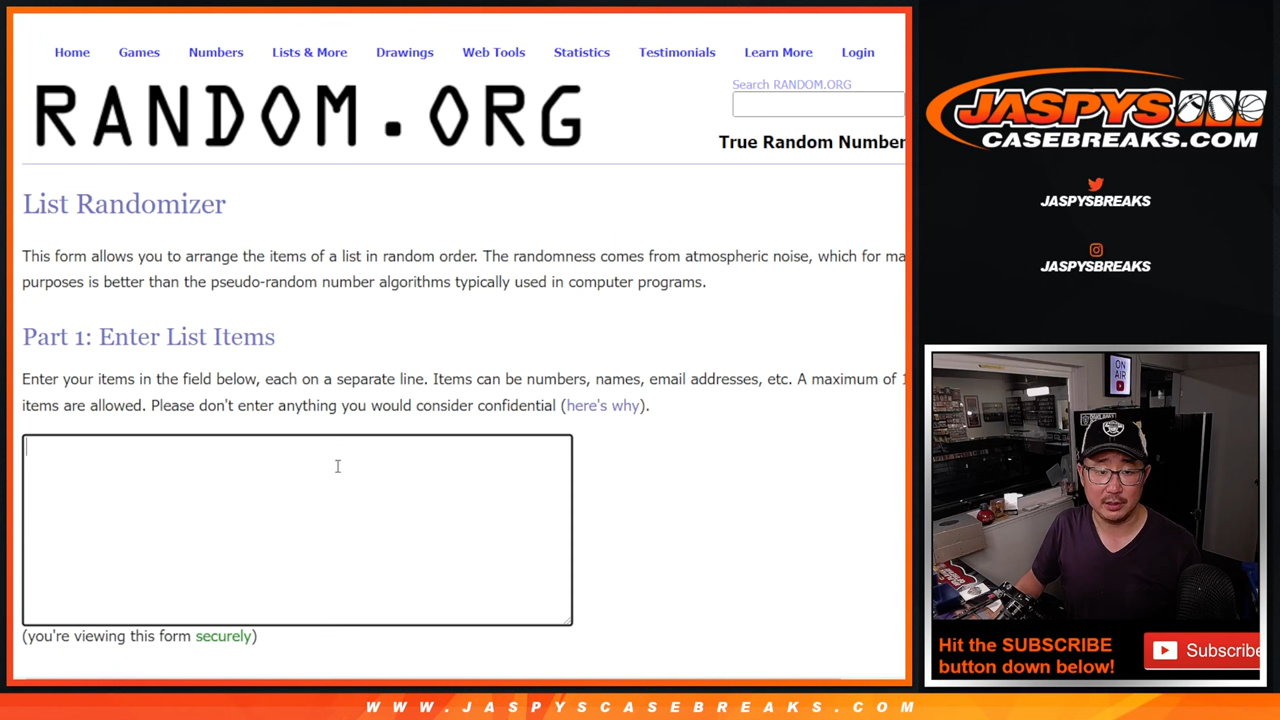 Home Games Numbers Lists & More Drawings Web Tools Statistics Testimonials Learn More Login
RANDOM.ORG
Search RANDOM.ORG
True Random Number
List Randomizer
This form allows you to arrange the items of a list in random order. The randomness comes from atmospheric noise, which for ma
purposes is better than the pseudo-random number algorithms typically used in computer programs.
Part 1: Enter List Items
Enter your items in the field below, each on a separate line. Items can be numbers, names, email addresses, etc. A maximum of 1
items are allowed. Please don't enter anything you would consider confidential (here's why).
(you're viewing this form securely)
JASPYS
CASEBREAKS.COM
JASPYSBREAKS
JASPYSBREAKS
ON
AIR
Hit the SUBSCRIBE
button down below!
Subscribe
WWW.JASPYSCASEBREAKS.COM